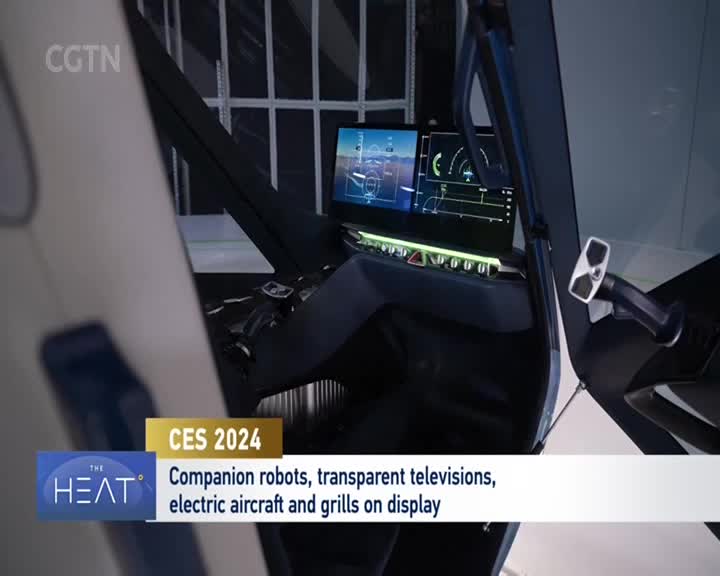 CGTN
CES 2024
THE
HEAT
Companion robots, transparent televisions,
electric aircraft and grills on display